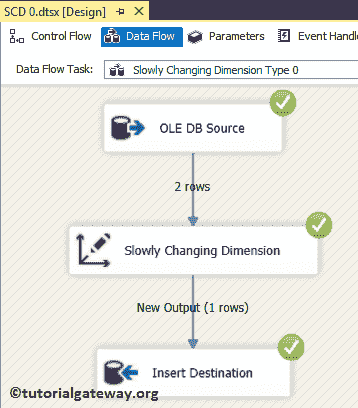 SCD 0.dtsx [Design]
Control Flow Data Flow Parameters Event Handle
Data Flow Task: Slowly Changing Dimension Type 0
OLE DB Source
2 rows
Slowly Changing Dimension
New Output (1 rows)
Insert Destination
©tutorialgateway.org